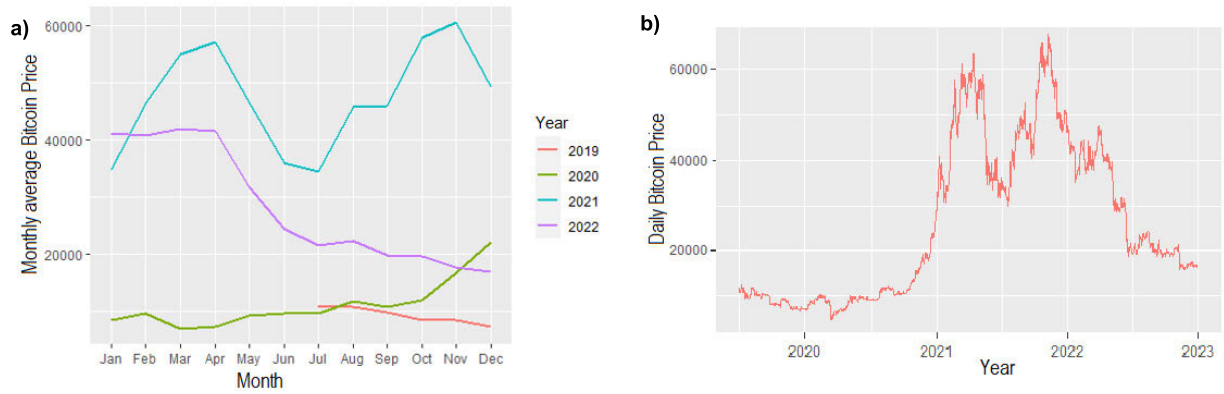 a)
Monthly average Bitcoin Price
60000
40000
20000
Jan Feb Mar Apr May Jun Jul Aug Sep Oct Nov Dec
Month
Year
2019
2020
2021
2022
b)
Daily Bitcoin Price
60000
40000
20000
2020 2021 2022 2023
Year